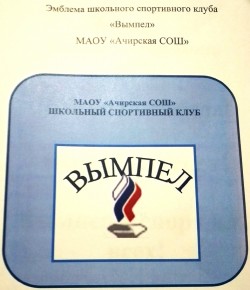 Эмблема школьного спортивного клуба
«Вымпел»
МАОУ «Ачирская СОШ»
МАОУ «Ачирская СОШ»
ШКОЛЬНЫЙ СПОРТИВНЫЙ КЛУБ
ВЫМПЕЛ